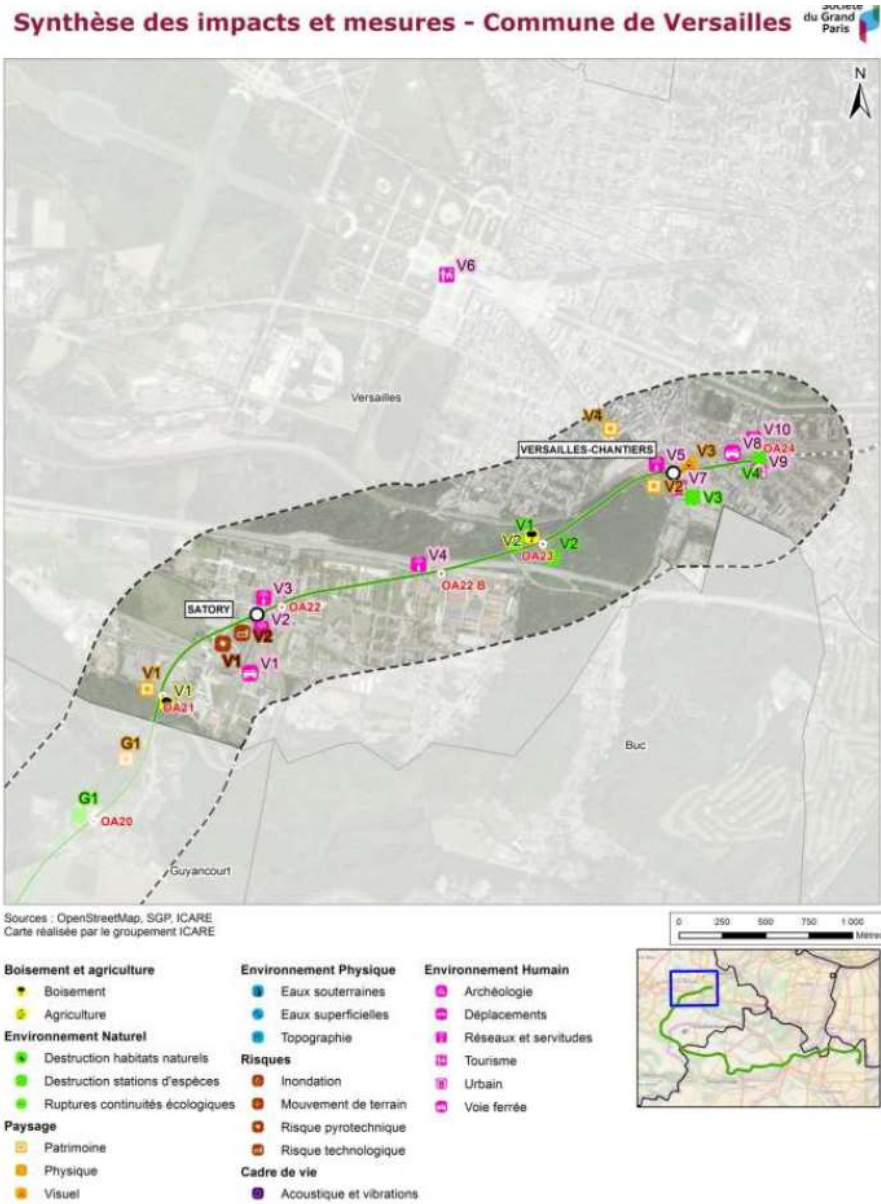 Synthèse des impacts et mesures - Commune de Versailles
Société
du Grand
Paris
N
V6
Versailles
V4
VERSAILLES-CHANTIERS
V10
V8
OA24
V5
V3
V9
V4
V2
V7
V3
V1
V2
OA23
V2
V4
OA22 B
V3
SATORY
OA22
V2
V2
V1
V1
V1
V1
OA21
G1
Buc
G1
OA20
Guyancourt
Sources : OpenStreetMap, SGP, ICARE
Carte réalisée par le groupement ICARE
0 250 500 750 1 000
Mètres
Boisement et agriculture
Boisement
Agriculture
Environnement Naturel
Destruction habitats naturels
Destruction stations d'espèces
Ruptures continuités écologiques
Paysage
Patrimoine
Physique
Visuel
Environnement Physique
Eaux souterraines
Eaux superficielles
Topographie
Risques
Inondation
Mouvement de terrain
Risque pyrotechnique
Risque technologique
Cadre de vie
Acoustique et vibrations
Environnement Humain
Archéologie
Déplacements
Réseaux et servitudes
Tourisme
Urbain
Voie ferrée